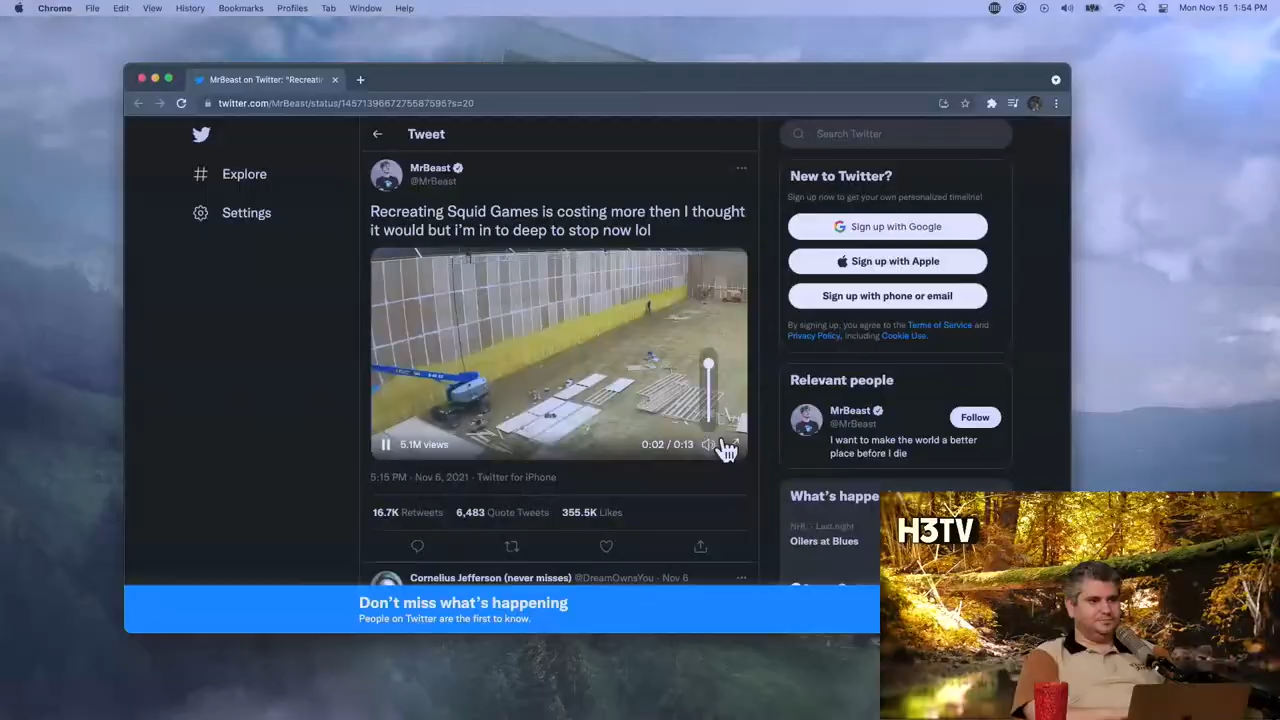 Chrome File Edit View History Bookmarks Profiles Tab Window Help
Mon Nov 15 1:54 PM
MrBeast on Twitter: "Recreati
twitter.com/MrBeast/status/1457139667275587595?s=20
Explore
Settings
Tweet
MrBeast
@MrBeast
Recreating Squid Games is costing more then I thought
it would but i'm in to deep to stop now lol
5.1M views
0:02 / 0:13
5:15 PM · Nov 6, 2021 · Twitter for iPhone
16.7K Retweets 6,483 Quote Tweets 355.5K Likes
Cornelius Jefferson (never misses) @DreamOwnsYou · Nov 6
Search Twitter
New to Twitter?
Sign up now to get your own personalized timeline!
Sign up with Google
Sign up with Apple
Sign up with phone or email
By signing up, you agree to the Terms of Service and
Privacy Policy, including Cookie Use.
Relevant people
MrBeast
@MrBeast
Follow
I want to make the world a better
place before I die
What's happe
NHL · Last night
Oilers at Blues
Don't miss what's happening
People on Twitter are the first to know.
H3TV